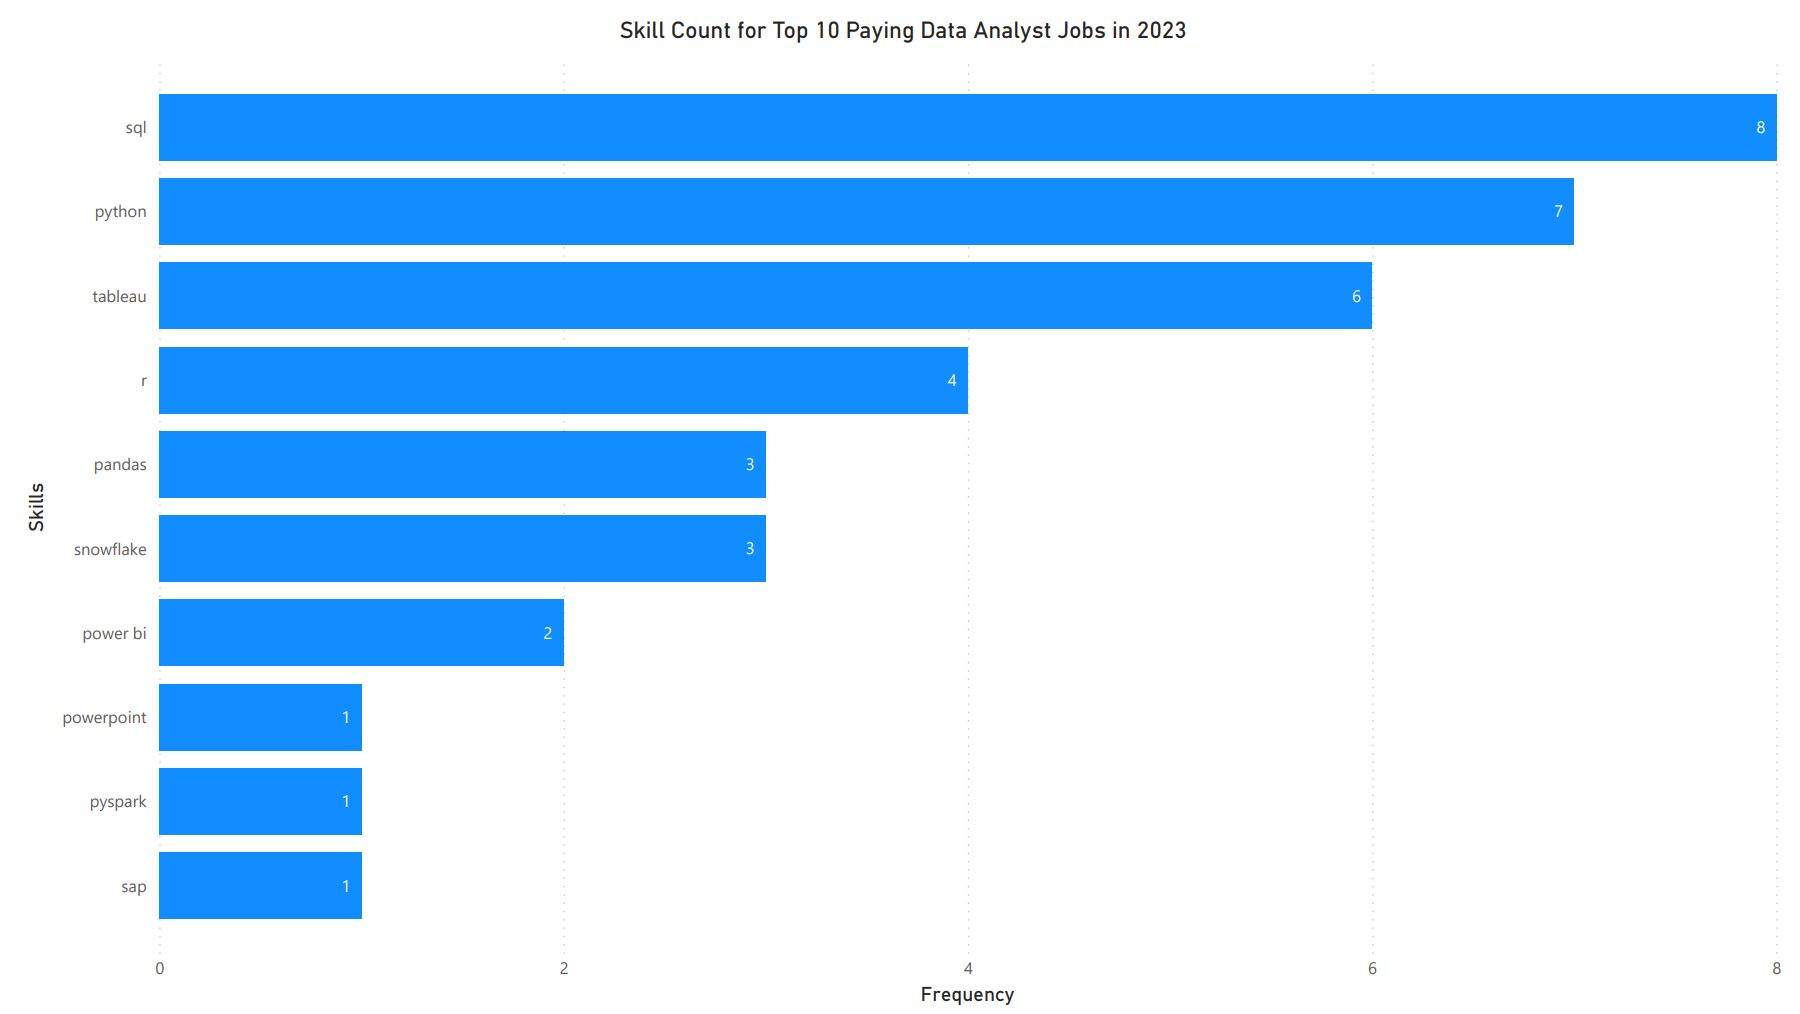 Skill Count for Top 10 Paying Data Analyst Jobs in 2023
Skills
sql 8
python 7
tableau 6
r 4
pandas 3
snowflake 3
power bi 2
powerpoint 1
pyspark 1
sap 1
0 2 4 6 8
Frequency